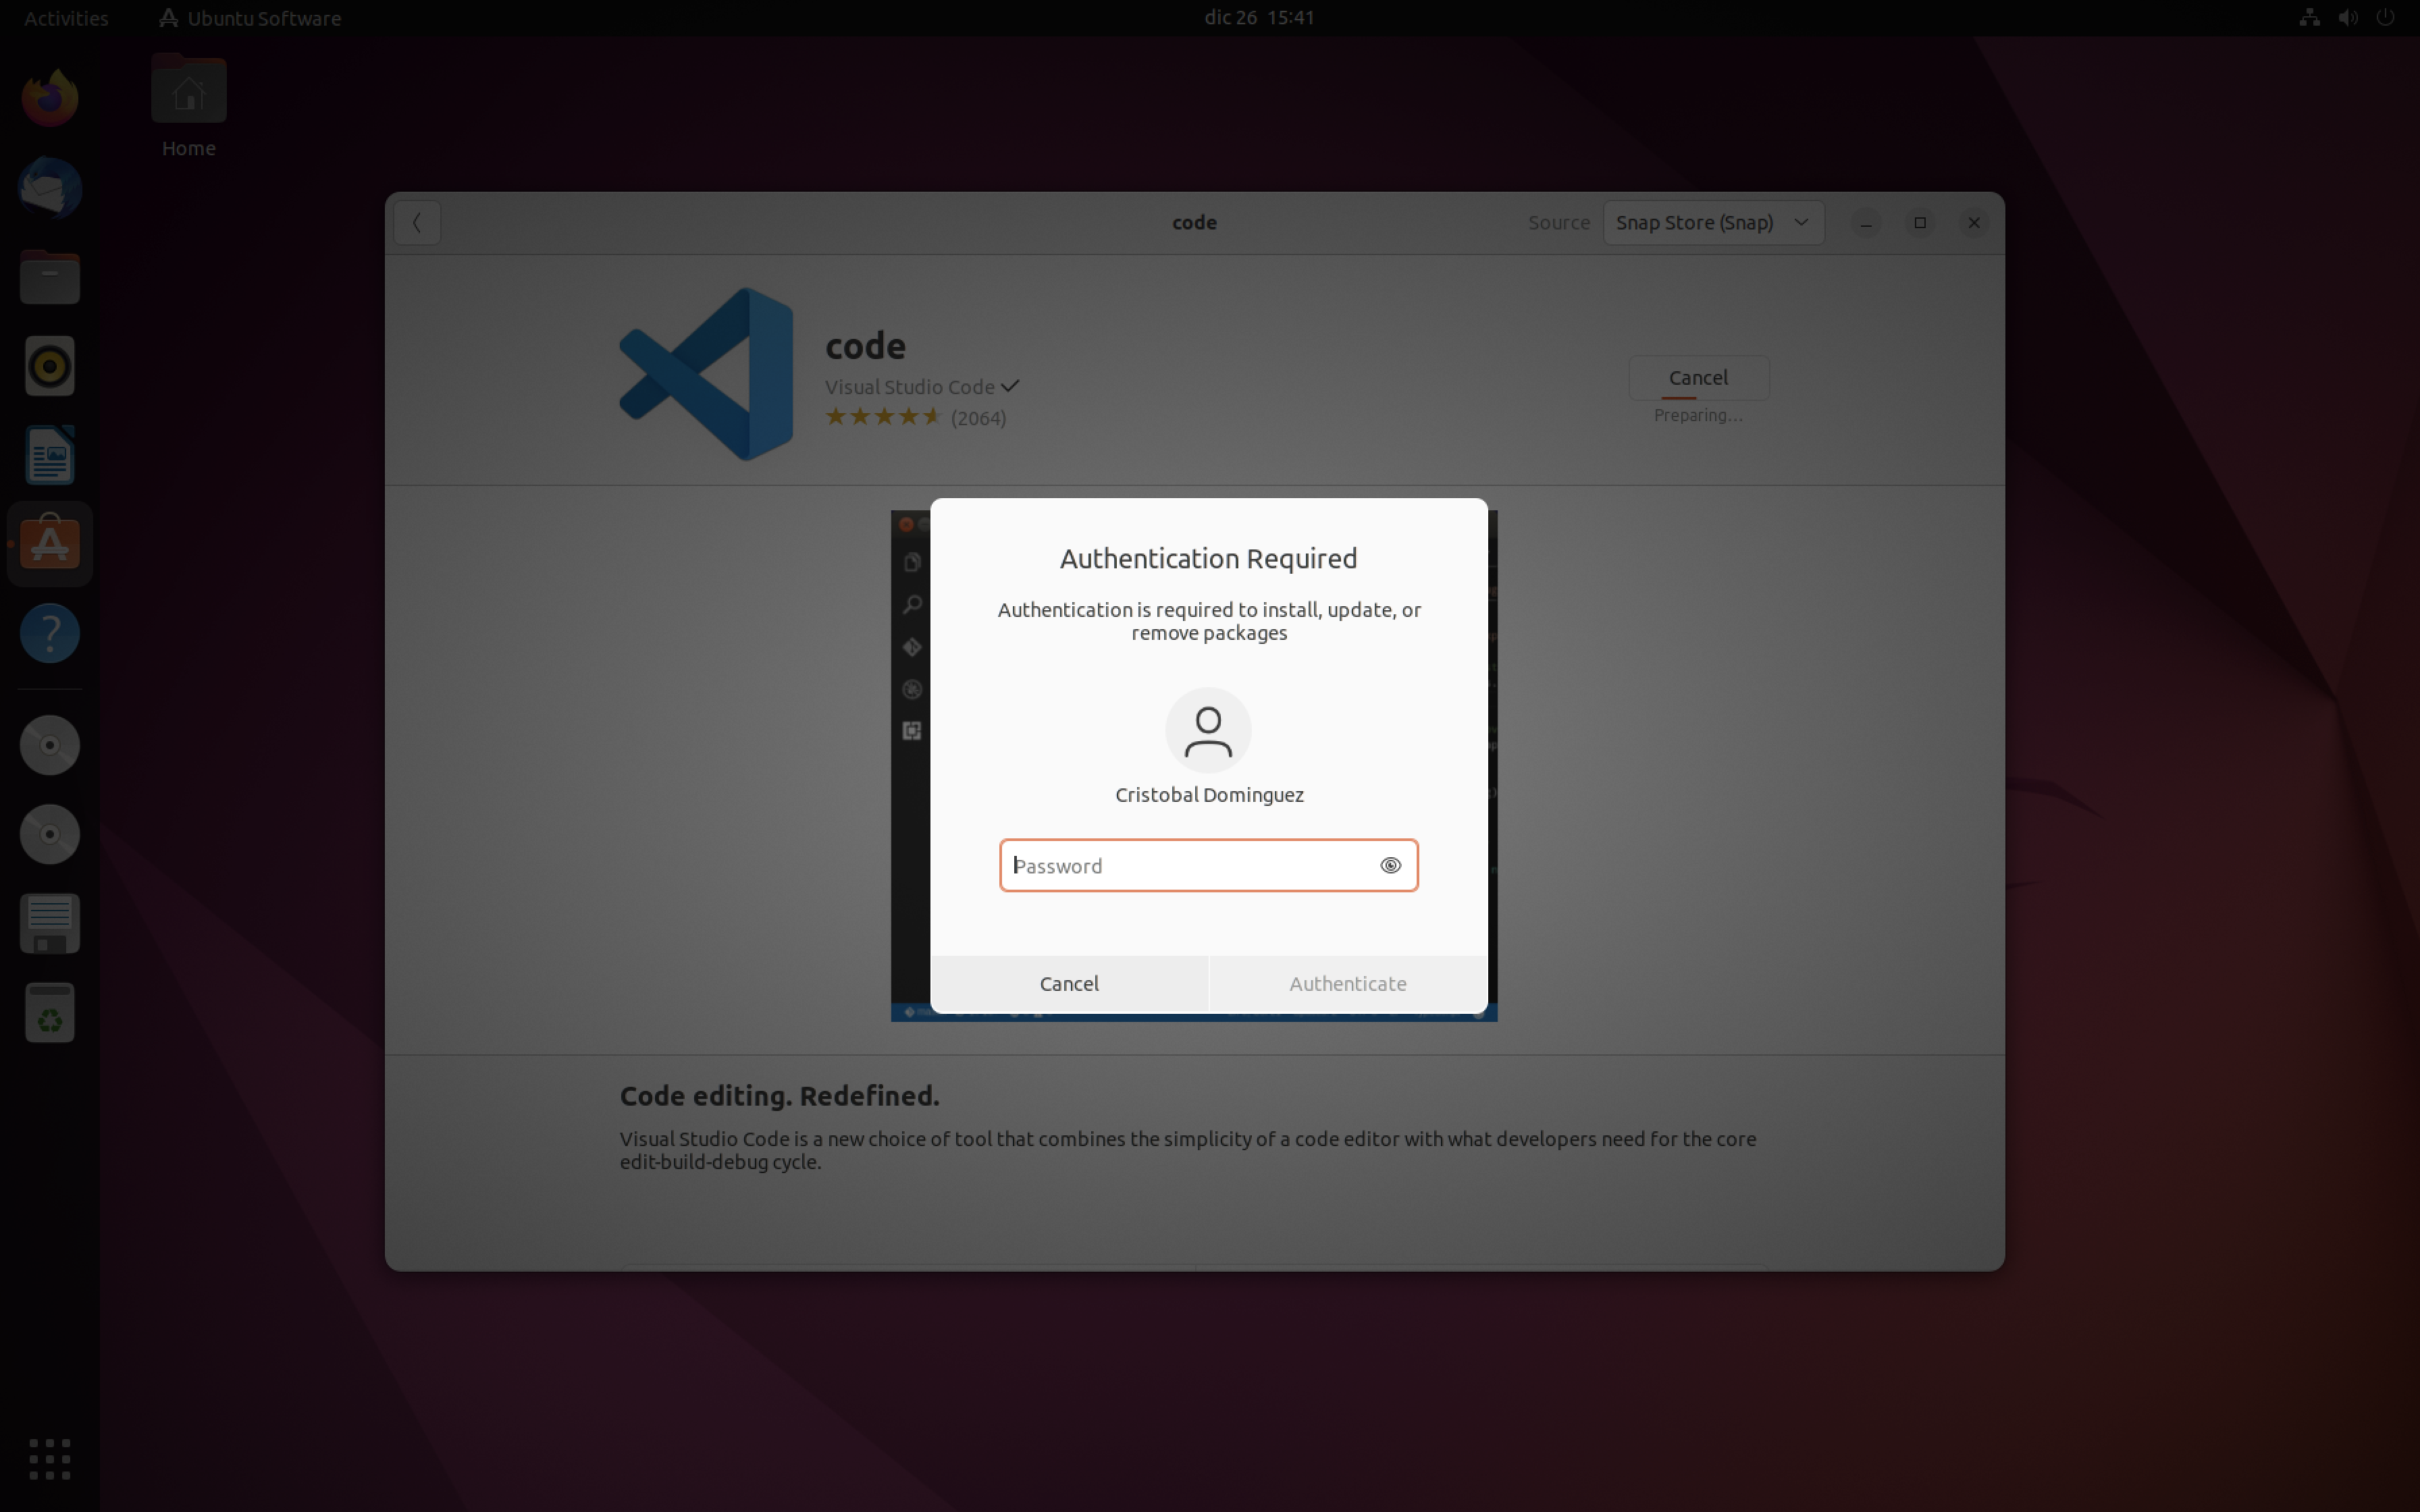 Activities
Ubuntu Software
dic 26 15:41
Home
code
Source
Snap Store (Snap)
code
Visual Studio Code
(2064)
Cancel
Preparing…
Authentication Required
Authentication is required to install, update, or
remove packages
Cristobal Dominguez
Password
Cancel
Authenticate
Code editing. Redefined.
Visual Studio Code is a new choice of tool that combines the simplicity of a code editor with what developers need for the core
edit-build-debug cycle.